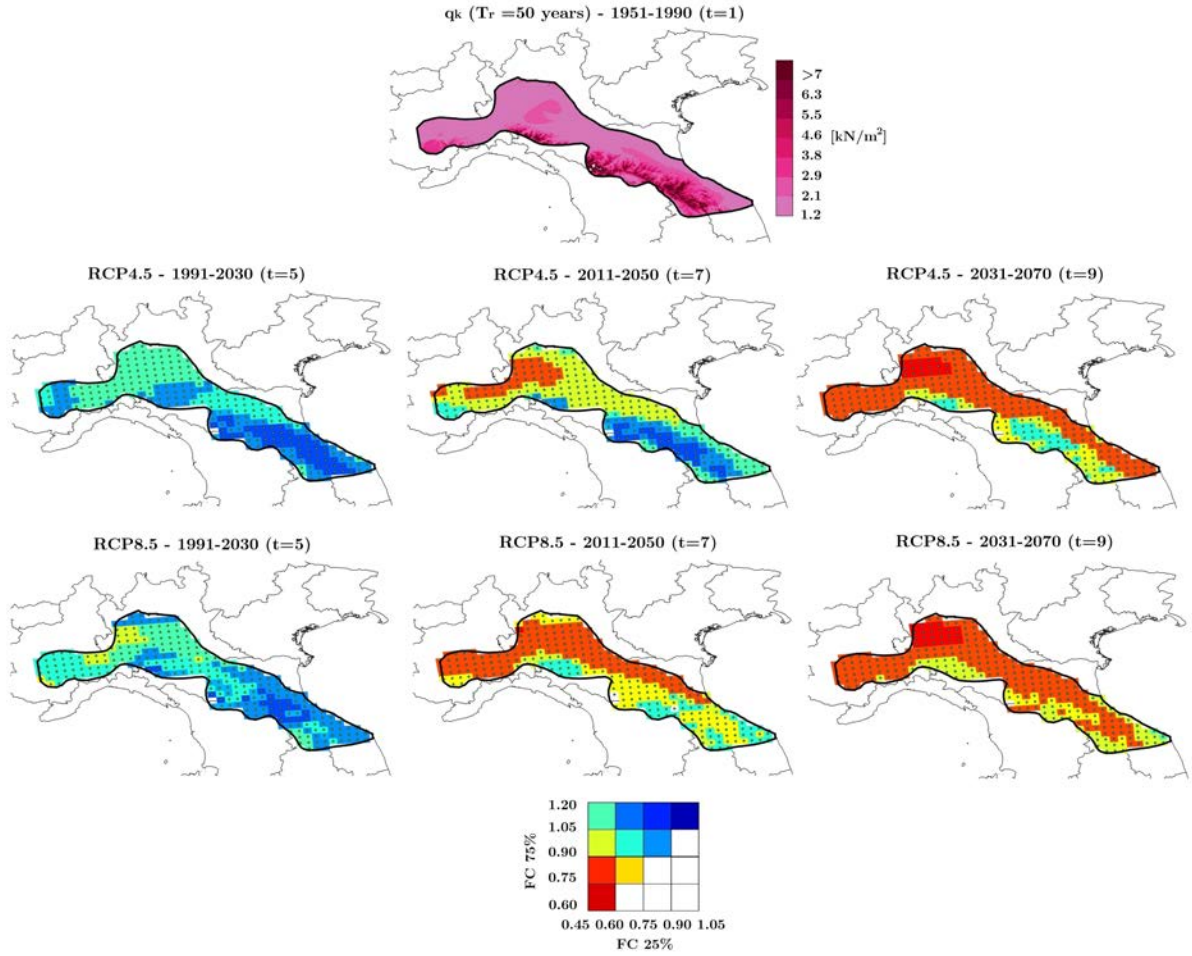 qk (Tr =50 years) - 1951-1990 (t=1)
>7
6.3
5.5
4.6
3.8
2.9
2.1
1.2
[kN/m²]
RCP4.5 - 1991-2030 (t=5)
RCP4.5 - 2011-2050 (t=7)
RCP4.5 - 2031-2070 (t=9)
RCP8.5 - 1991-2030 (t=5)
RCP8.5 - 2011-2050 (t=7)
RCP8.5 - 2031-2070 (t=9)
FC 75%
1.20
1.05
0.90
0.75
0.60
0.45 0.60 0.75 0.90 1.05
FC 25%